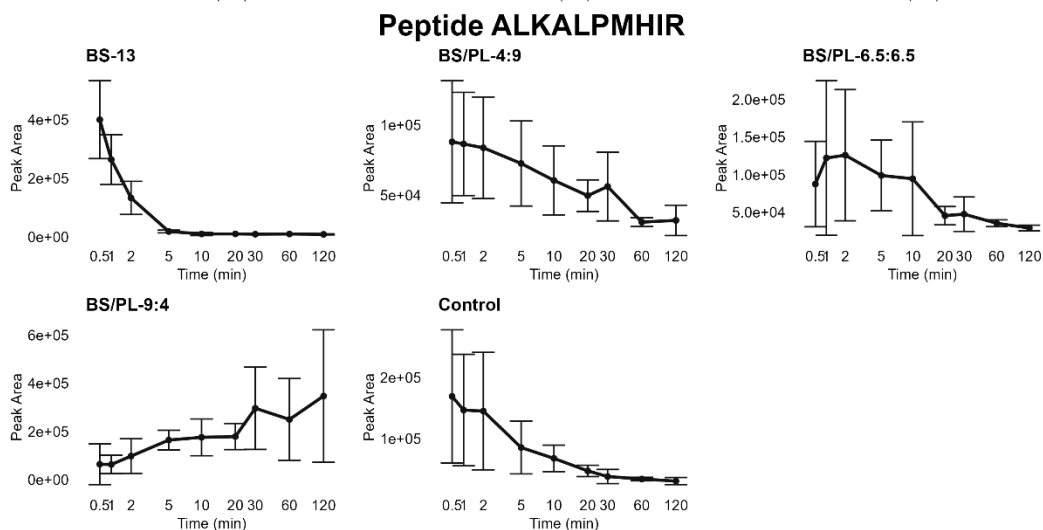 Peptide ALKALPMHIR
BS-13
BS/PL-4:9
BS/PL-6.5:6.5
Peak Area
4e+05
2e+05
0e+00
0.51 2 5 10 20 30 60 120
Time (min)
Peak Area
1e+05
5e+04
0.51 2 5 10 20 30 60 120
Time (min)
Peak Area
2.0e+05
1.5e+05
1.0e+05
5.0e+04
0.51 2 5 10 20 30 60 120
Time (min)
BS/PL-9:4
Control
Peak Area
6e+05
4e+05
2e+05
0e+00
0.51 2 5 10 20 30 60 120
Time (min)
Peak Area
2e+05
1e+05
0.51 2 5 10 20 30 60 120
Time (min)